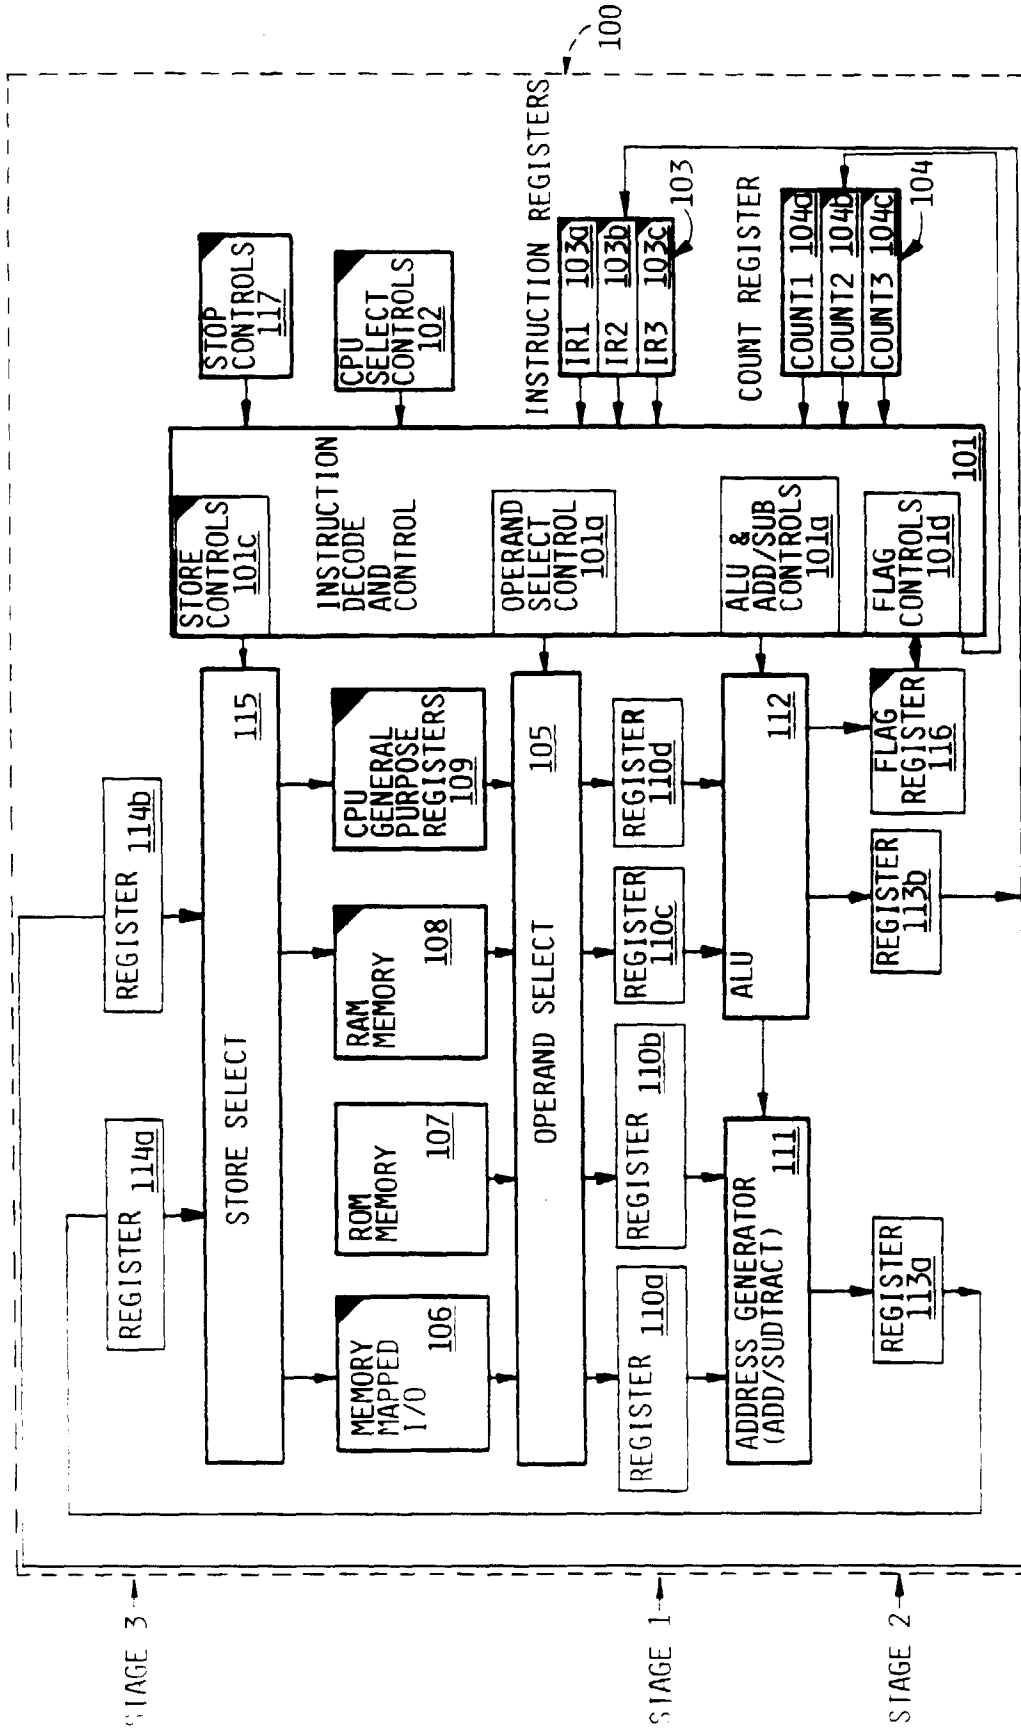 100
STAGE 3
STAGE 1
STAGE 2
REGISTER 114a
REGISTER 114b
STORE SELECT
115
MEMORY
MAPPED
I/O
106
ROM
MEMORY
107
RAM
MEMORY
108
CPU
GENERAL
PURPOSE
REGISTERS
109
OPERAND SELECT
105
REGISTER 110a
REGISTER 110b
REGISTER
110c
REGISTER
110d
ADDRESS GENERATOR
(ADD/SUDTRACT)
111
ALU
112
REGISTER
113a
REGISTER
113b
FLAG
REGISTER
116
STORE
CONTROLS
101c
INSTRUCTION
DECODE
AND
CONTROL
OPERAND
SELECT
CONTROL
101a
ALU &
ADD/SUB
CONTROLS
101a
FLAG
CONTROLS
101d
101
STOP
CONTROLS
117
CPU
SELECT
CONTROLS
102
INSTRUCTION REGISTERS
IR1 103a
IR2 103b
IR3 103c
103
COUNT REGISTER
COUNT1 104a
COUNT2 104b
COUNT3 104c
104